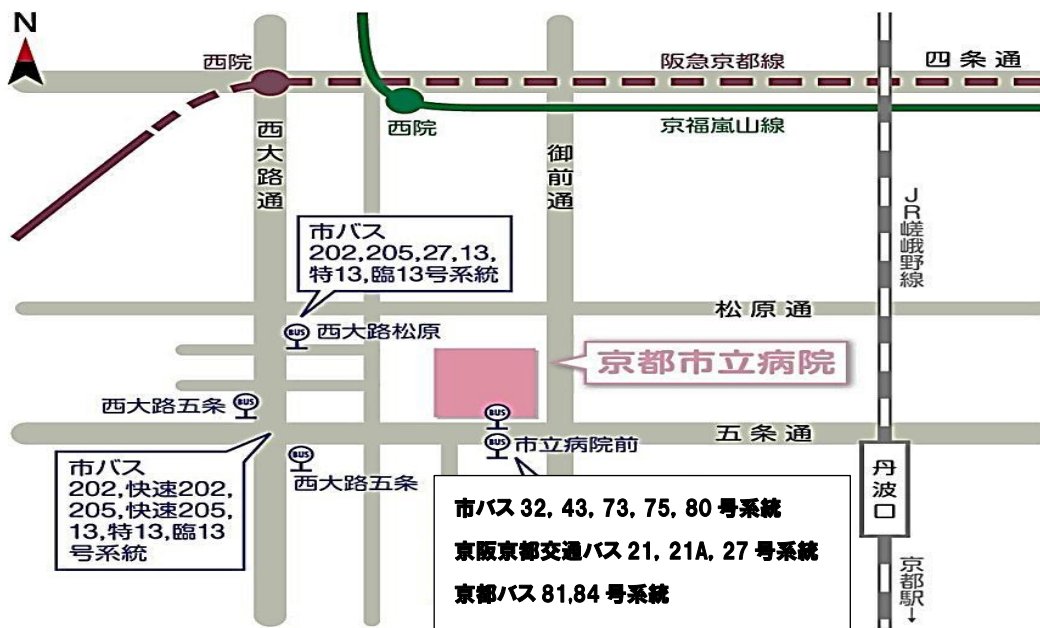 N
西院
阪急京都線
四条通
西院
京福嵐山線
西大路通
御前通
JR嵯峨野線
市バス
202,205,27,13,
特13,臨13号系統
松原通
西大路松原
京都市立病院
西大路五条
五条通
市立病院前
西大路五条
丹波口
市バス
202,快速202,
205,快速205,
13,特13,臨13
号系統
市バス 32, 43, 73, 75, 80 号系統
京阪京都交通バス 21, 21A, 27 号系統
京都バス 81,84 号系統
京都駅→
BUS
BUS
BUS
BUS
BUS